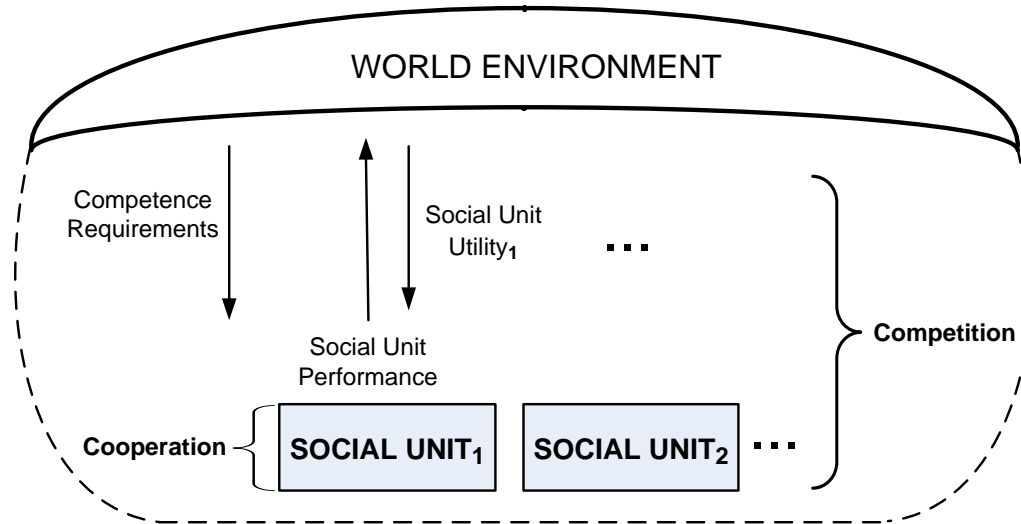 WORLD ENVIRONMENT
Competence
Requirements
Social Unit
Utility₁
...
Social Unit
Performance
Competition
Cooperation
SOCIAL UNIT₁
SOCIAL UNIT₂
...